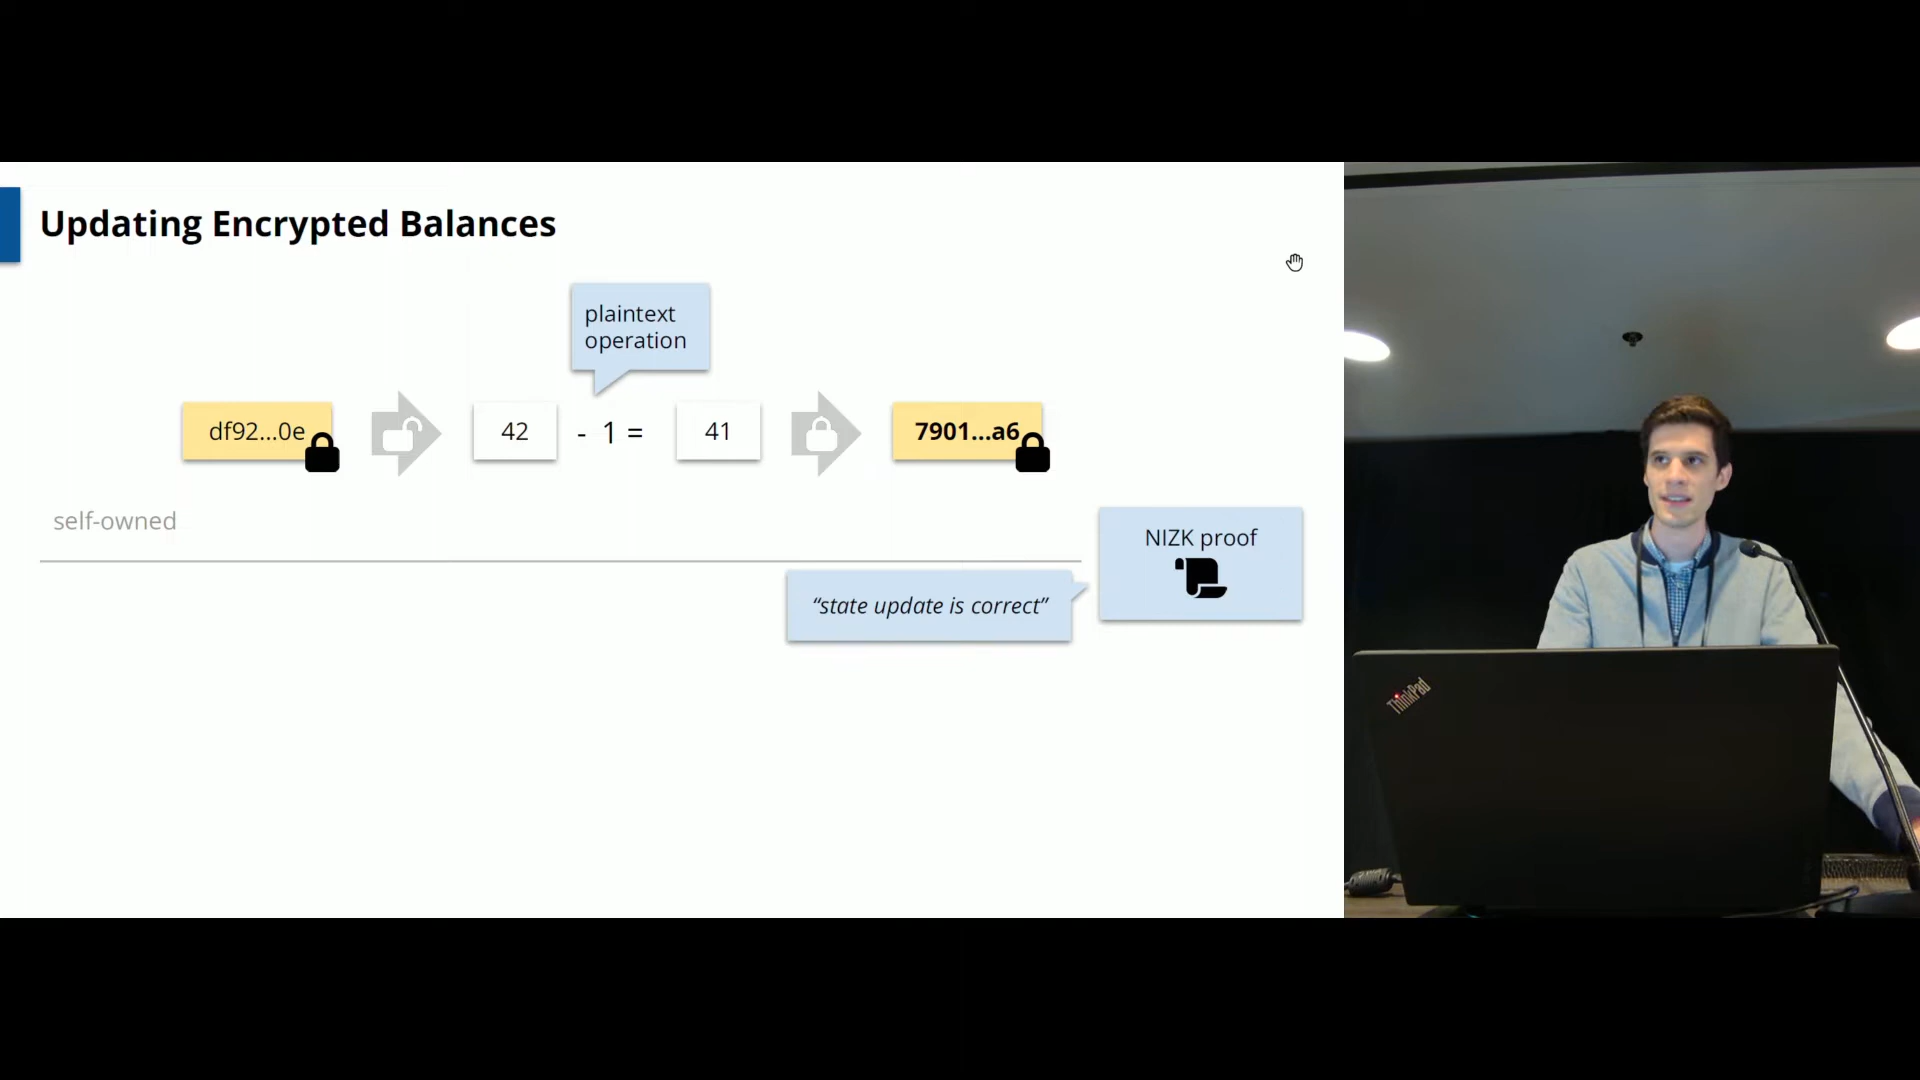 Updating Encrypted Balances
plaintext
operation
df92...0e
42
- 1 =
41
7901...a6
self-owned
NIZK proof
"state update is correct"
ThinkPad